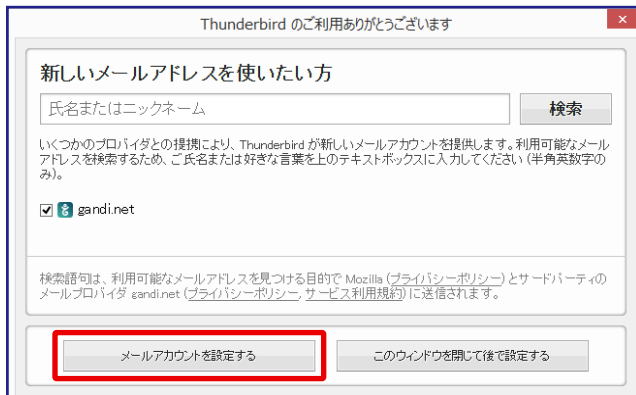 Thunderbird のご利用ありがとうございます
新しいメールアドレスを使いたい方
氏名またはニックネーム
検索
いくつかのプロバイダとの提携により、Thunderbird が新しいメールアカウントを提供します。利用可能なメール
アドレスを検索するため、ご氏名または好きな言葉を上のテキストボックスに入力してください (半角英数字の
み)。
gandi.net
検索語句は、利用可能なメールアドレスを見つける目的で Mozilla (プライバシーポリシー) とサードパーティの
メールプロバイダ gandi.net (プライバシーポリシー, サービス利用規約) に送信されます。
メールアカウントを設定する
このウィンドウを閉じて後で設定する